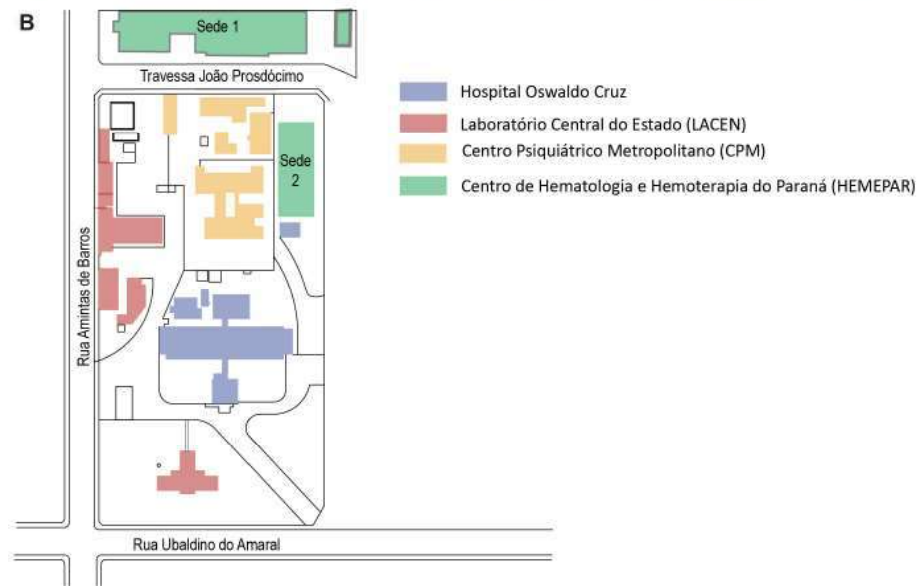 B
Sede 1
Travessa João Prosdócimo
Hospital Oswaldo Cruz
Laboratório Central do Estado (LACEN)
Centro Psiquiátrico Metropolitano (CPM)
Centro de Hematologia e Hemoterapia do Paraná (HEMEPAR)
Sede
2
Rua Amintas de Barros
Rua Ubaldino do Amaral